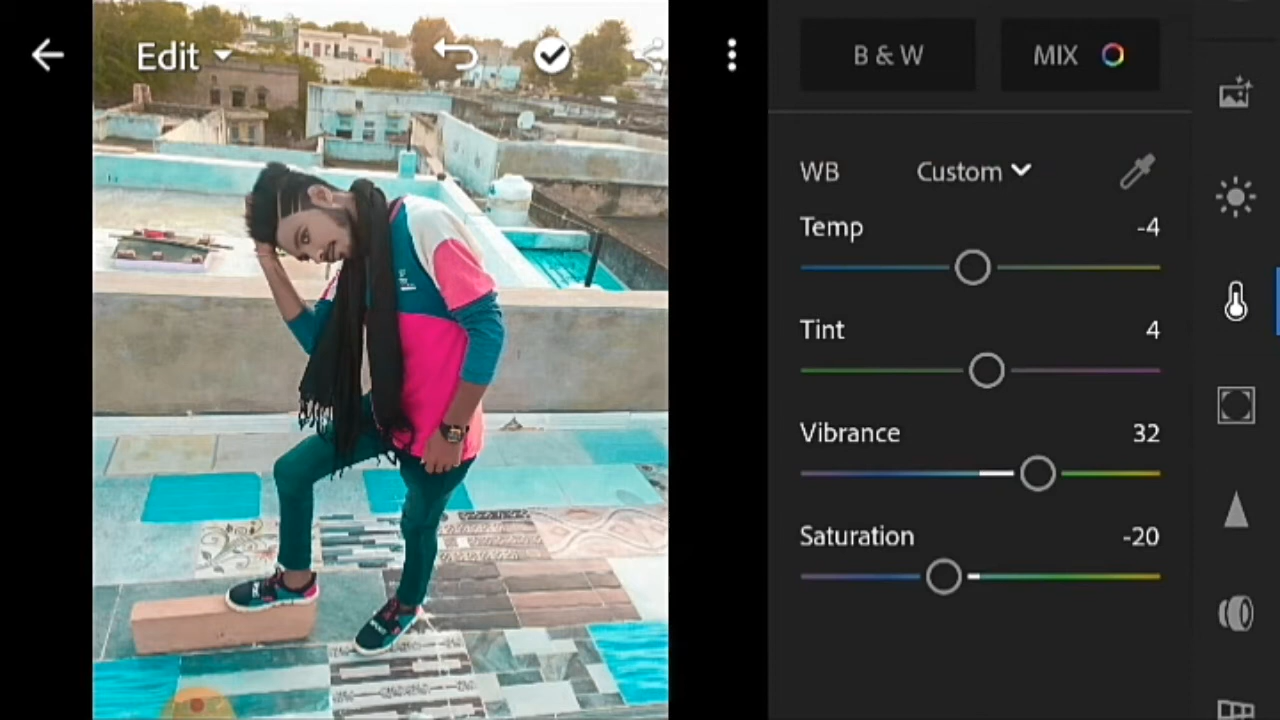 Edit
B & W
MIX
WB
Custom
Temp
-4
Tint
4
Vibrance
32
Saturation
-20